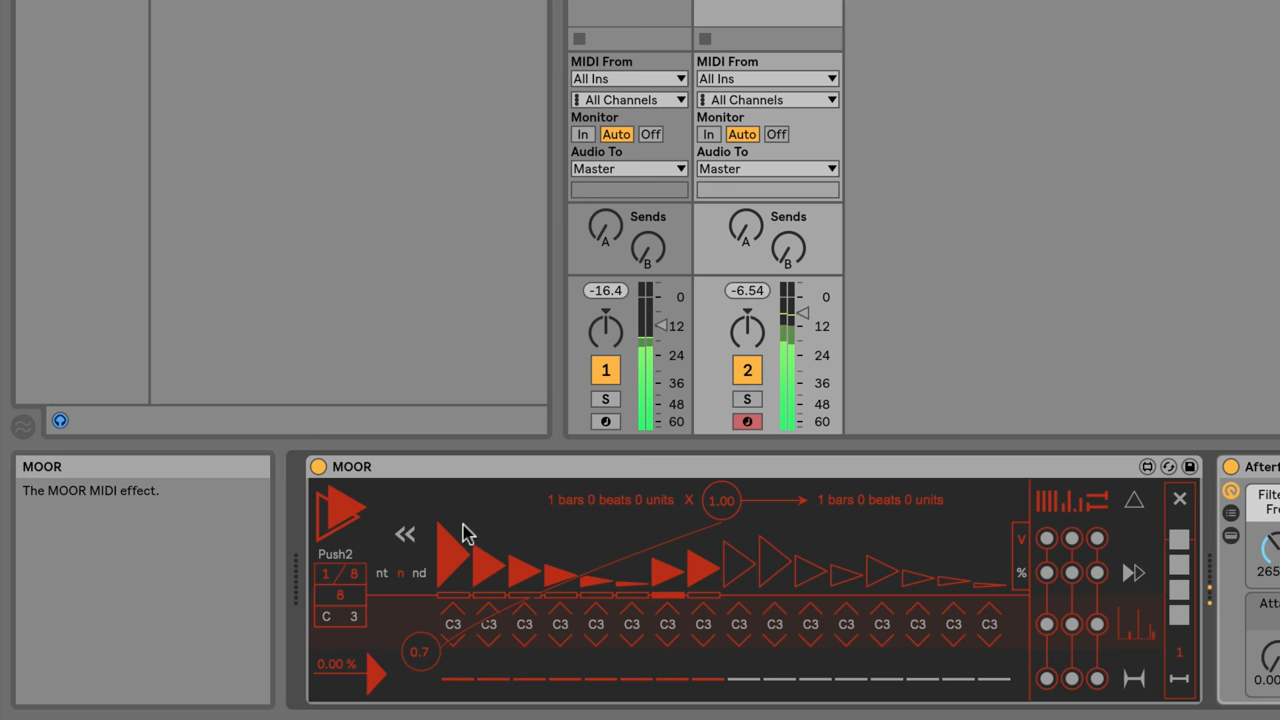 MIDI From
All Ins
All Channels
Monitor
In Auto Off
Audio To
Master
Sends
A
B
-16.4
0
12
24
36
48
60
1
S
MIDI From
All Ins
All Channels
Monitor
In Auto Off
Audio To
Master
Sends
A
B
-6.54
0
12
24
36
48
60
2
S
MOOR
The MOOR MIDI effect.
MOOR
1 bars 0 beats 0 units X 1.00 1 bars 0 beats 0 units
Push2
1 / 8
8
C 3
nt n nd
V
%
C3 C3 C3 C3 C3 C3 C3 C3 C3 C3 C3 C3 C3 C3 C3 C3
0.7
0.00 %
1